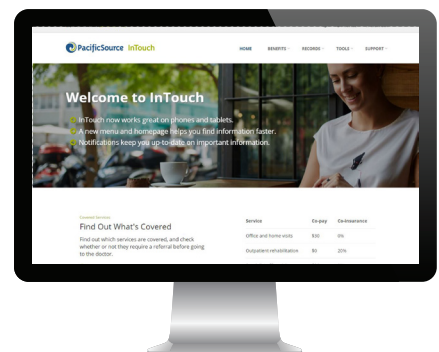 PacificSource InTouch
HOME BENEFITS RECORDS TOOLS SUPPORT
Welcome to InTouch
InTouch now works great on phones and tablets.
A new menu and homepage helps you find information faster.
Notifications keep you up-to-date on important information.
Covered Services
Find Out What's Covered
Find out which services are covered, and check
whether or not they require a referral before going
to the doctor.
Service Co-pay Co-insurance
Office and home visits $30 0%
Outpatient rehabilitation $0 20%